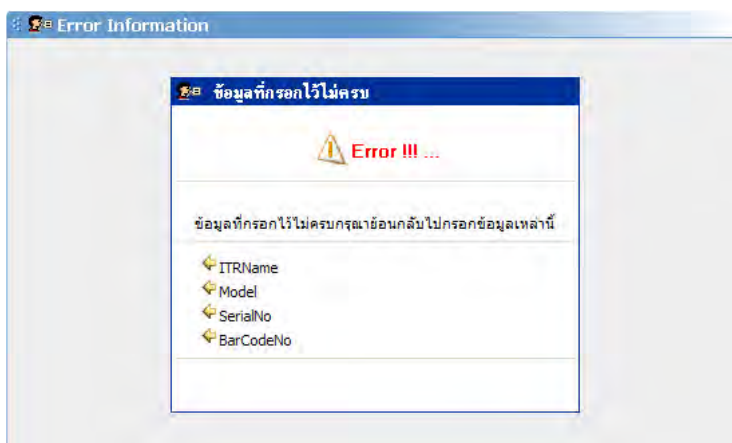 Error Information
ข้อมูลที่กรอกไว้ไม่ครบ
Error !!! ...
ข้อมูลที่กรอกไว้ไม่ครบกรุณาย้อนกลับไปกรอกข้อมูลเหล่านี้
ITRName
Model
SerialNo
BarCodeNo